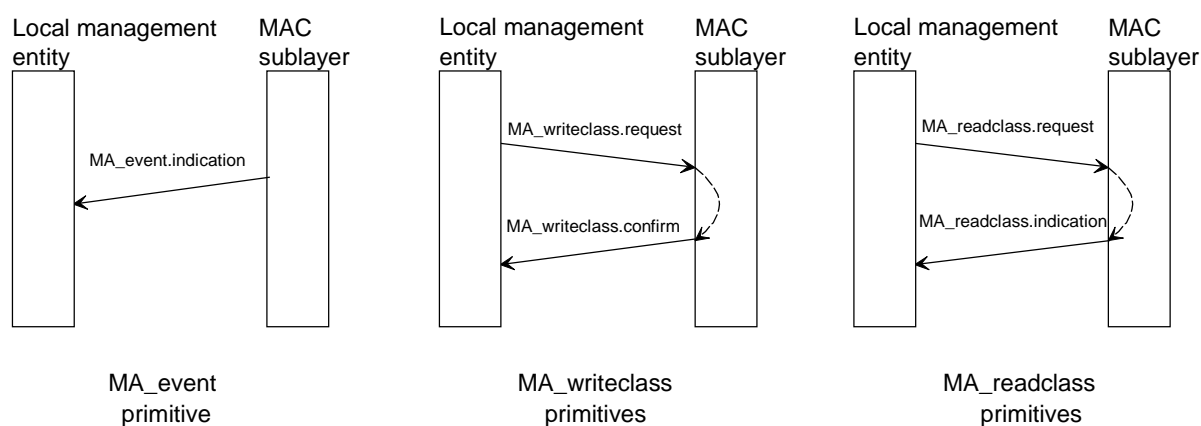 Local management
entity
MAC
sublayer
MA_event.indication
MA_event
primitive
Local management
entity
MAC
sublayer
MA_writeclass.request
MA_writeclass.confirm
MA_writeclass
primitives
Local management
entity
MAC
sublayer
MA_readclass.request
MA_readclass.indication
MA_readclass
primitives